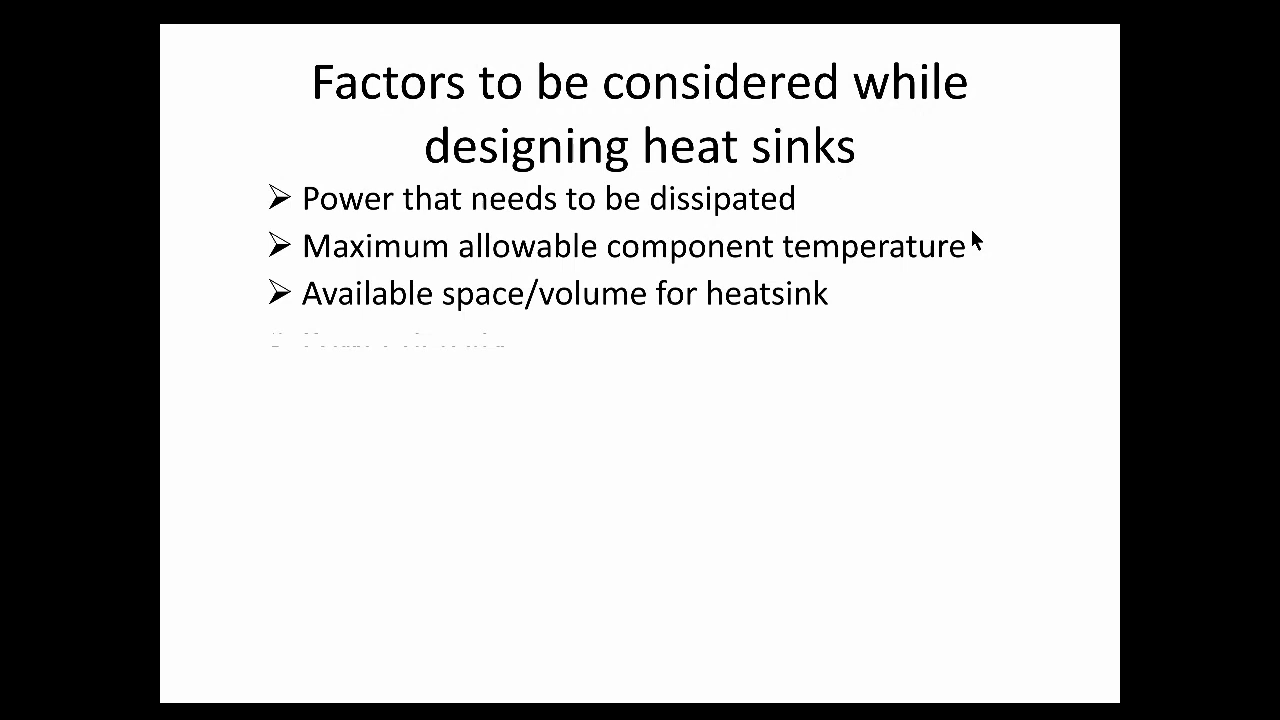 Factors to be considered while
designing heat sinks
➢ Power that needs to be dissipated
➢ Maximum allowable component temperature
➢ Available space/volume for heatsink